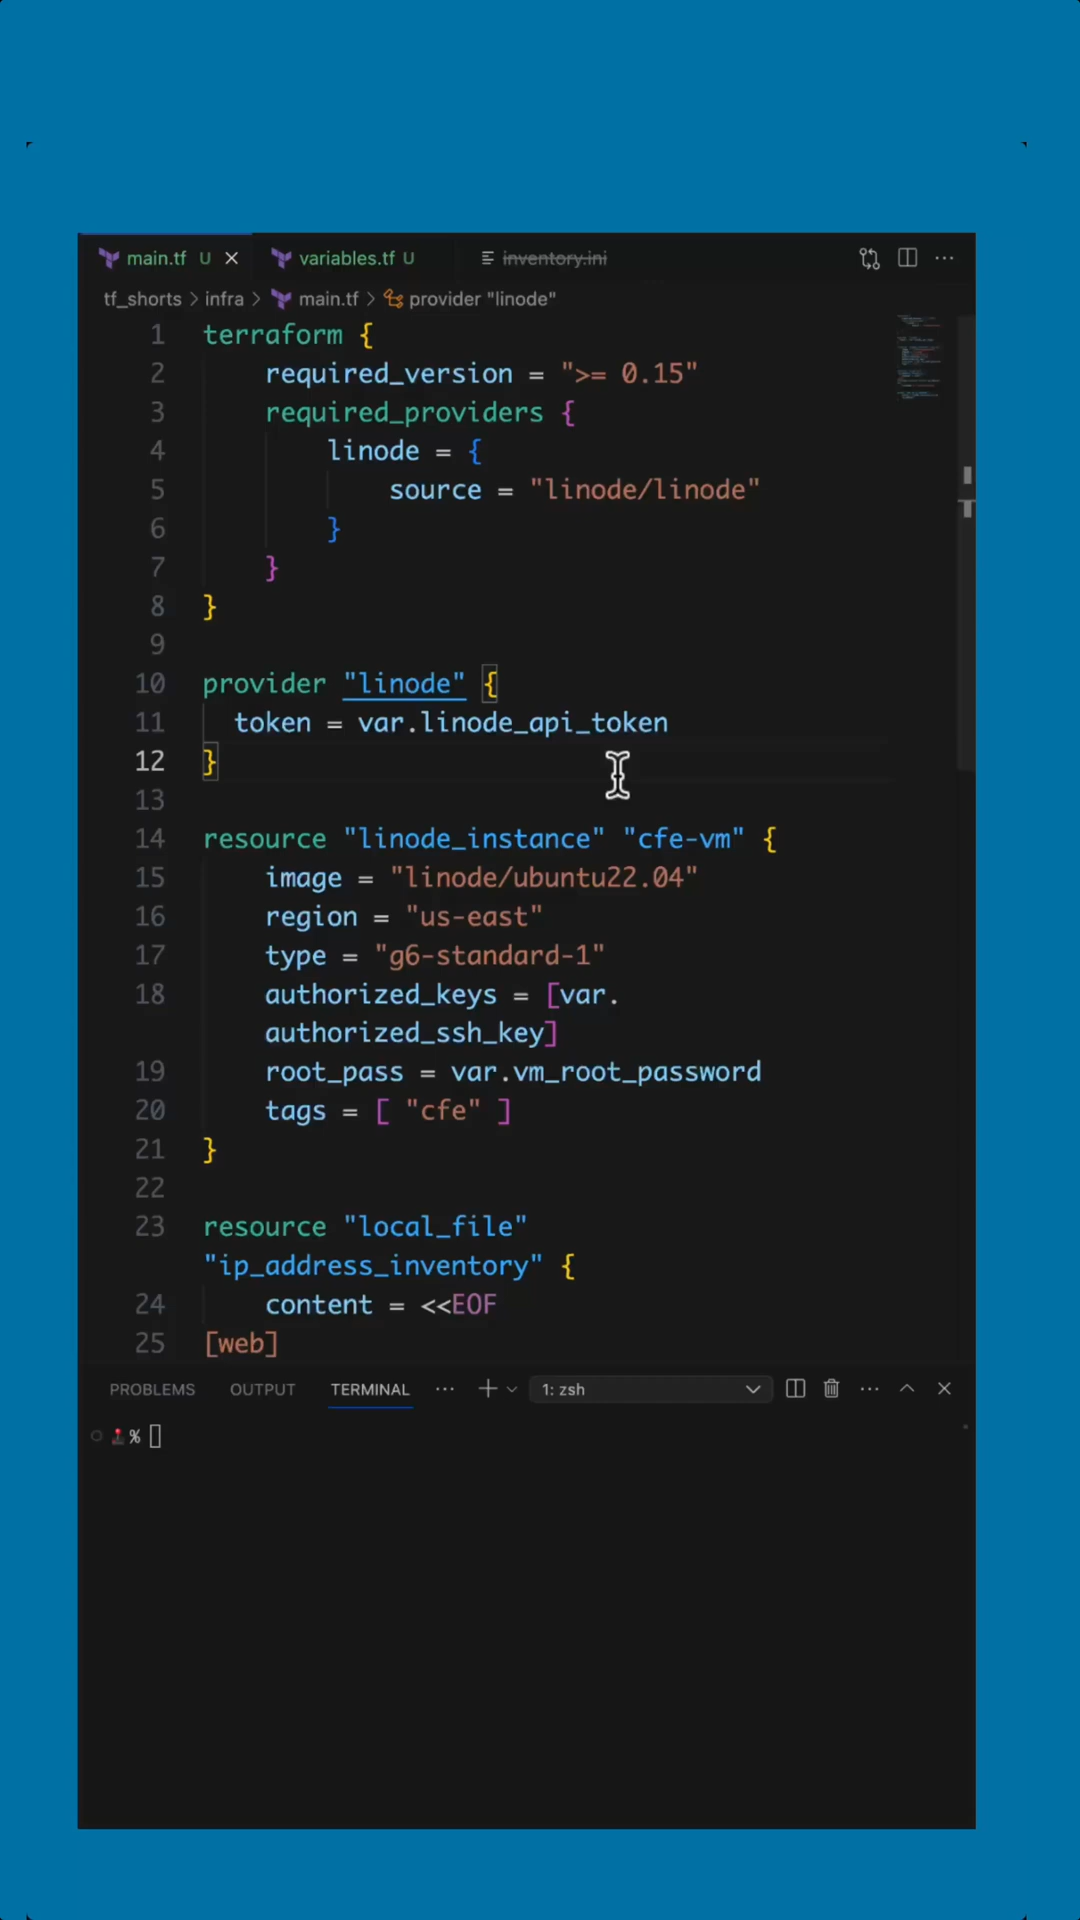 main.tf U variables.tf U inventory.ini
tf_shorts > infra > main.tf > provider "linode"
1 terraform {
2 required_version = ">= 0.15"
3 required_providers {
4 linode = {
5 source = "linode/linode"
6 }
7 }
8 }
9
10 provider "linode" {
11 token = var.linode_api_token
12 }
13
14 resource "linode_instance" "cfe-vm" {
15 image = "linode/ubuntu22.04"
16 region = "us-east"
17 type = "g6-standard-1"
18 authorized_keys = [var.
authorized_ssh_key]
19 root_pass = var.vm_root_password
20 tags = [ "cfe" ]
21 }
22
23 resource "local_file"
"ip_address_inventory" {
24 content = <<EOF
25 [web]
PROBLEMS OUTPUT TERMINAL ··· 1: zsh
%